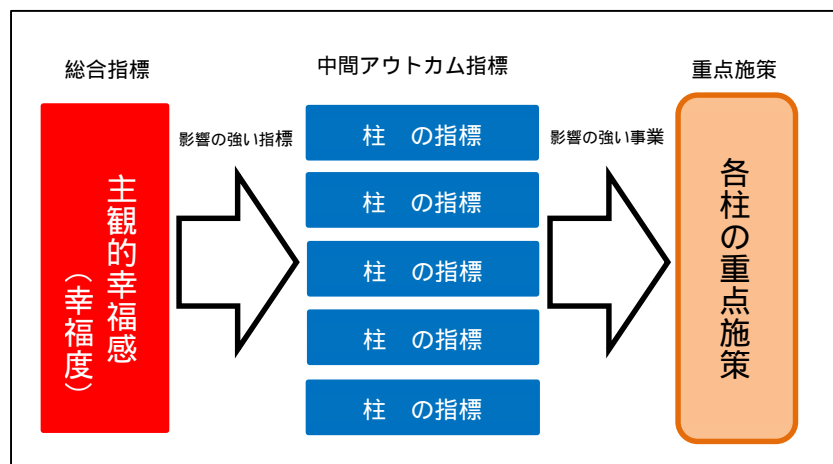 総合指標
中間アウトカム指標
重点施策
影響の強い指標
影響の強い事業
主観的幸福感
（幸福度）
柱　の指標
柱　の指標
柱　の指標
柱　の指標
柱　の指標
各柱の重点施策